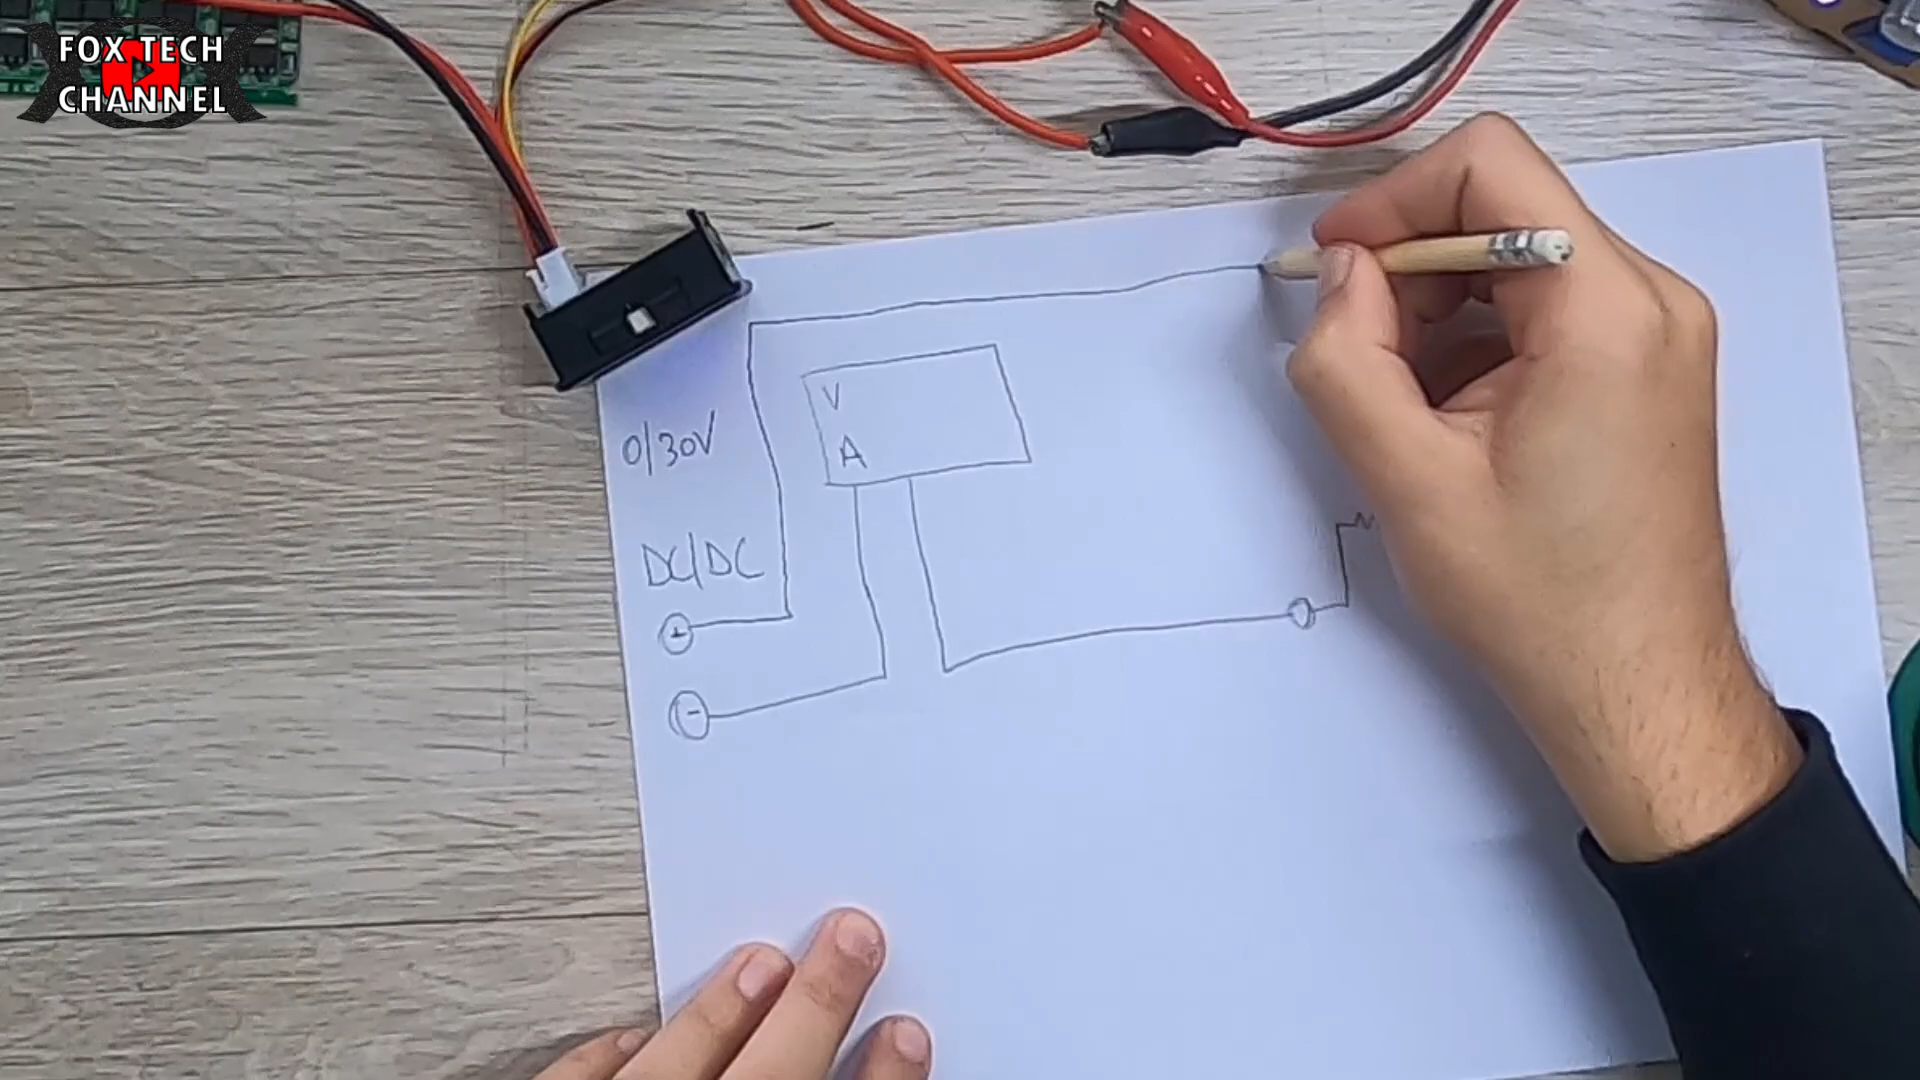 FOX TECH
CHANNEL
V
A
0/30V
DC/DC
+
-